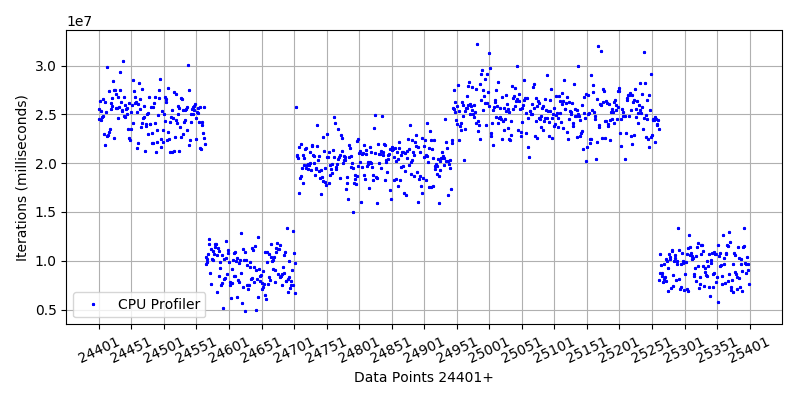 1e7
3.0
2.5
2.0
1.5
1.0
0.5
Iterations (milliseconds)
CPU Profiler
24401 24451 24501 24551 24601 24651 24701 24751 24801 24851 24901 24951 25001 25051 25101 25151 25201 25251 25301 25351 25401
Data Points 24401+